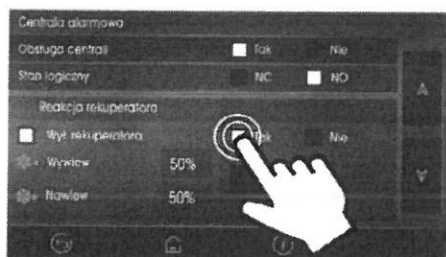 Centrala alarmowa
Obsługa centrali Tak Nie
Stan logiczny NC NO
Reakcja rekuperatora
Wył rekuperatora Tak Nie
Wywiew 50%
Nawiew 50%